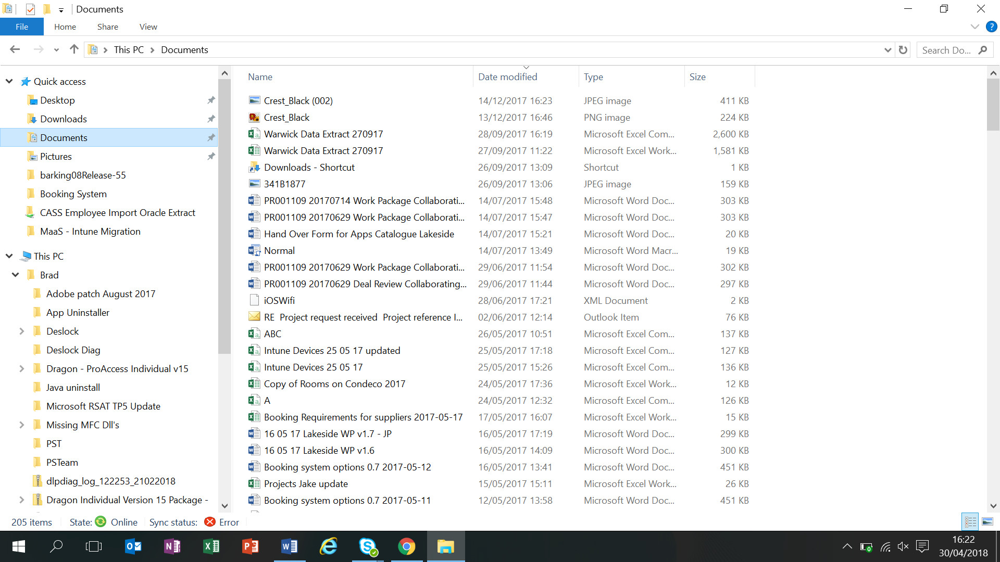 Documents
File Home Share View
This PC Documents Search Do...
Name Date modified Type Size
Quick access
Desktop
Downloads
Documents
Pictures
barking08Release-55
Booking System
CASS Employee Import Oracle Extract
MaaS - Intune Migration
This PC
Brad
Adobe patch August 2017
App Uninstaller
Deslock
Deslock Diag
Dragon - ProAccess Individual v15
Java uninstall
Microsoft RSAT TP5 Update
Missing MFC Dll's
PST
PSTeam
dlpdiag_log_122253_21022018
Dragon Individual Version 15 Package -
Crest_Black (002) 14/12/2017 16:23 JPEG image 411 KB
Crest_Black 13/12/2017 16:46 PNG image 224 KB
Warwick Data Extract 270917 28/09/2017 16:19 Microsoft Excel Com... 2,600 KB
Warwick Data Extract 270917 27/09/2017 11:22 Microsoft Excel Work... 1,581 KB
Downloads - Shortcut 26/09/2017 13:09 Shortcut 1 KB
341B1877 26/09/2017 13:06 JPEG image 159 KB
PR001109 20170714 Work Package Collaborati... 14/07/2017 15:48 Microsoft Word Doc... 303 KB
PR001109 20170629 Work Package Collaborati... 14/07/2017 15:47 Microsoft Word Doc... 303 KB
Hand Over Form for Apps Catalogue Lakeside 14/07/2017 15:21 Microsoft Word Doc... 20 KB
Normal 14/07/2017 13:49 Microsoft Word Macr... 19 KB
PR001109 20170629 Work Package Collaborati... 29/06/2017 11:54 Microsoft Word Doc... 302 KB
PR001109 20170629 Deal Review Collaborating... 29/06/2017 11:44 Microsoft Word Doc... 297 KB
iOSWifi 28/06/2017 17:21 XML Document 2 KB
RE Project request received Project reference I... 02/06/2017 12:14 Outlook Item 76 KB
ABC 26/05/2017 10:51 Microsoft Excel Com... 137 KB
Intune Devices 25 05 17 updated 25/05/2017 17:18 Microsoft Excel Com... 127 KB
Intune Devices 25 05 17 25/05/2017 15:26 Microsoft Excel Com... 136 KB
Copy of Rooms on Condeco 2017 24/05/2017 17:36 Microsoft Excel Work... 12 KB
A 24/05/2017 12:32 Microsoft Excel Com... 126 KB
Booking Requirements for suppliers 2017-05-17 17/05/2017 16:07 Microsoft Excel Work... 15 KB
16 05 17 Lakeside WP v1.7 - JP 16/05/2017 17:19 Microsoft Word Doc... 299 KB
16 05 17 Lakeside WP v1.6 16/05/2017 14:09 Microsoft Word Doc... 300 KB
Booking system options 0.7 2017-05-12 16/05/2017 13:41 Microsoft Word Doc... 451 KB
Projects Jake update 15/05/2017 15:11 Microsoft Excel Work... 26 KB
Booking system options 0.7 2017-05-11 12/05/2017 13:58 Microsoft Word Doc... 451 KB
205 items State: Online Sync status: Error
16:22
30/04/2018